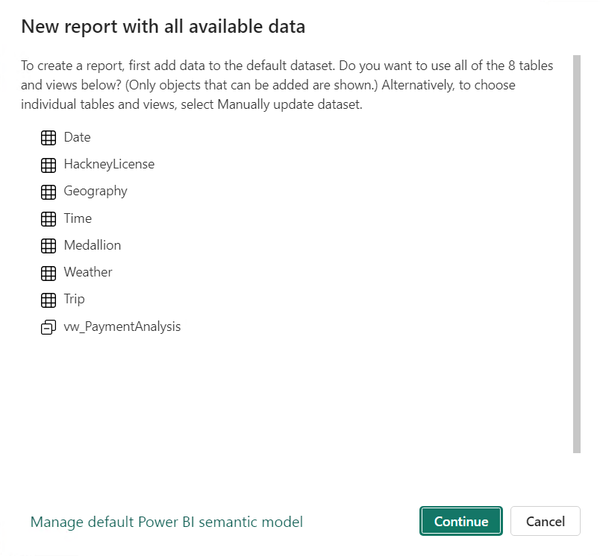 New report with all available data
To create a report, first add data to the default dataset. Do you want to use all of the 8 tables
and views below? (Only objects that can be added are shown.) Alternatively, to choose
individual tables and views, select Manually update dataset.
Date
HackneyLicense
Geography
Time
Medallion
Weather
Trip
vw_PaymentAnalysis
Manage default Power BI semantic model
Continue
Cancel